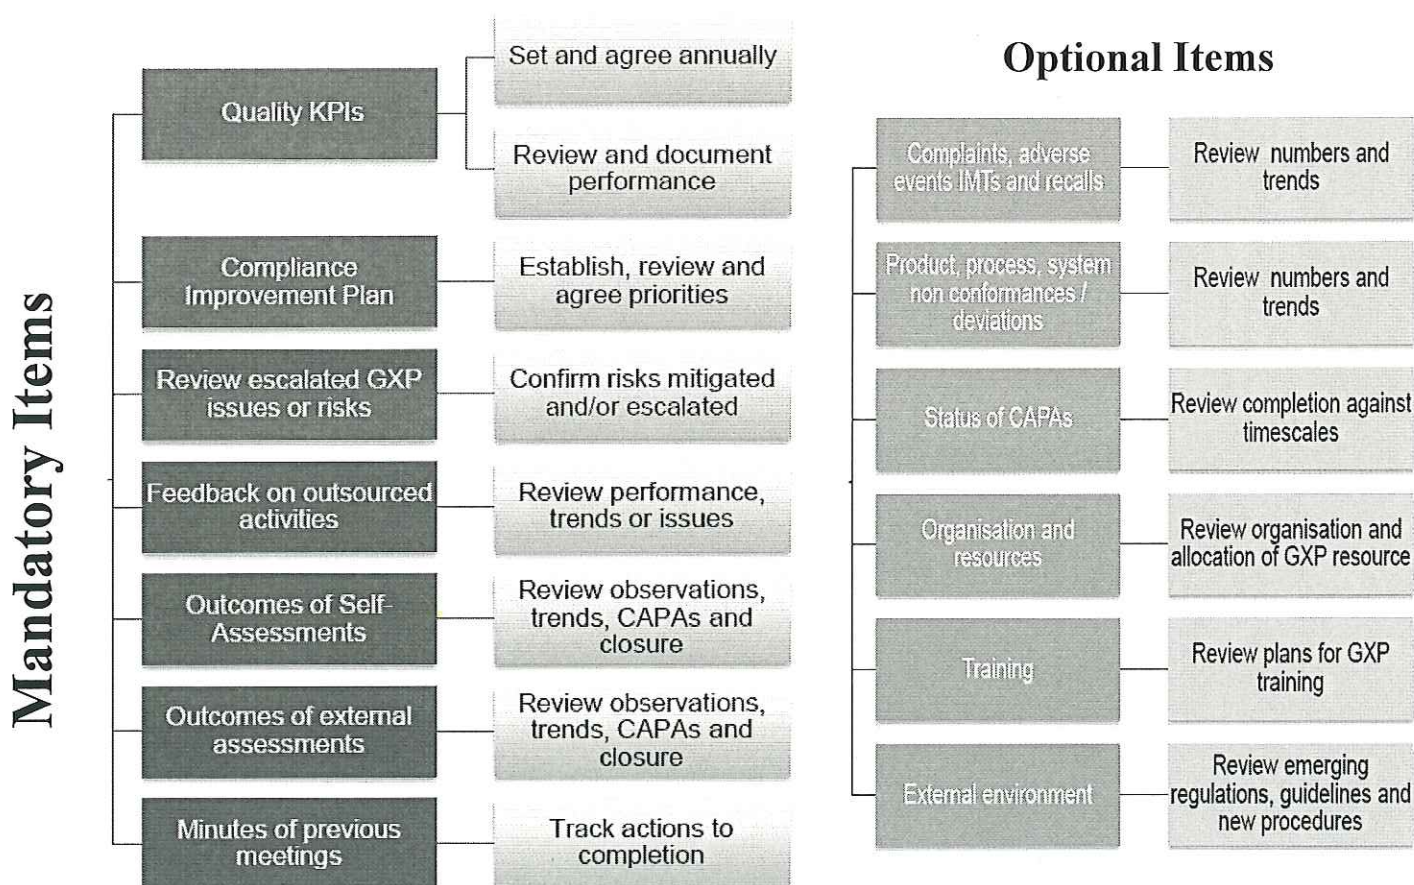 Mandatory Items
Quality KPIs
Set and agree annually
Review and document
performance
Compliance
Improvement Plan
Establish, review and
agree priorities
Review escalated GXP
issues or risks
Confirm risks mitigated
and/or escalated
Feedback on outsourced
activities
Review performance,
trends or issues
Outcomes of Self-
Assessments
Review observations,
trends, CAPAs and
closure
Outcomes of external
assessments
Review observations,
trends, CAPAs and
closure
Minutes of previous
meetings
Track actions to
completion
Optional Items
Complaints, adverse
events IMTs and recalls
Review numbers and
trends
Product, process, system
non conformances /
deviations
Review numbers and
trends
Status of CAPAs
Review completion against
timescales
Organisation and
resources
Review organisation and
allocation of GXP resource
Training
Review plans for GXP
training
External environment
Review emerging
regulations, guidelines and
new procedures